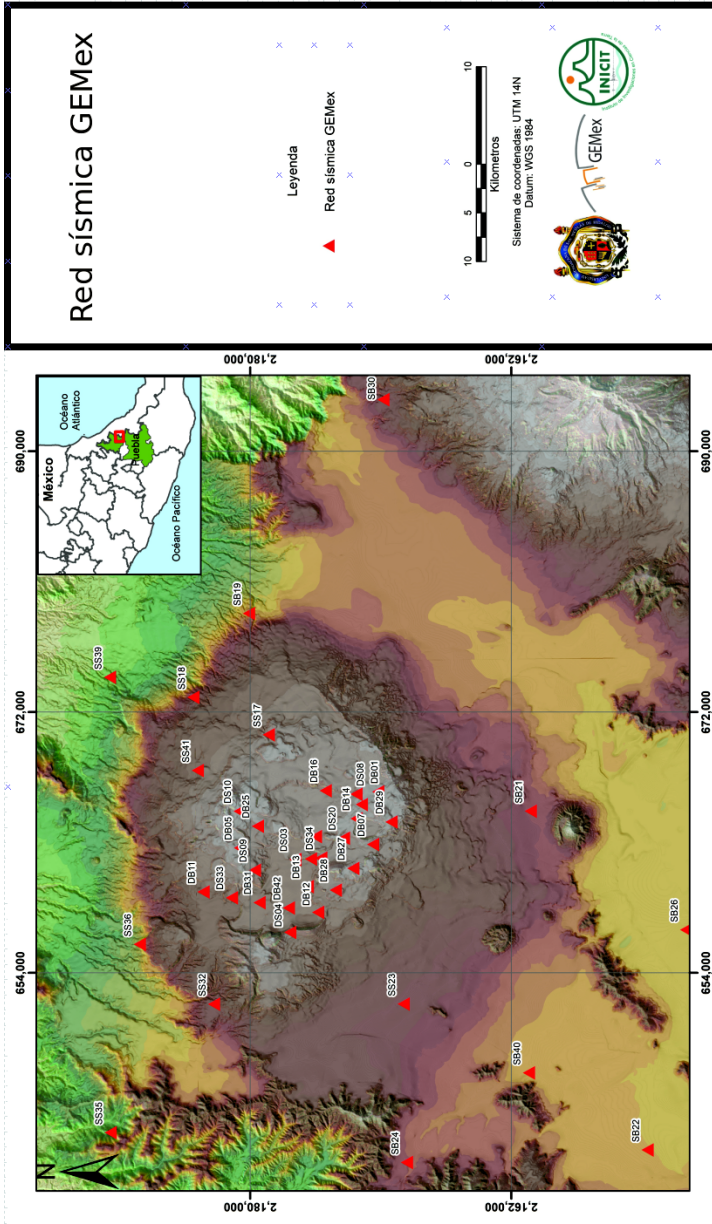 Red sísmica GEMex
Leyenda
Red sísmica GEMex
10 5 0 10
Kilometros
Sistema de coordenadas: UTM 14N
Datum: WGS 1984
GEMex
INICIT
México
Océano
Atlántico
Puebla
Océano Pacífico
N
654,000
672,000
690,000
2,180,000
2,162,000
SS35
SS39
SS36
SS18
SS41
SB19
SS32
DB11
SS33
DB05
DS10
DS09
DB25
DB31
SS17
DB42
DS03
DS04
DB13
DS34
DB16
DB12
DB28
DS20
DB14
DS08
DB27
DB07
DB01
DB29
SB30
SB24
SS23
SB40
SB21
SB22
SB26